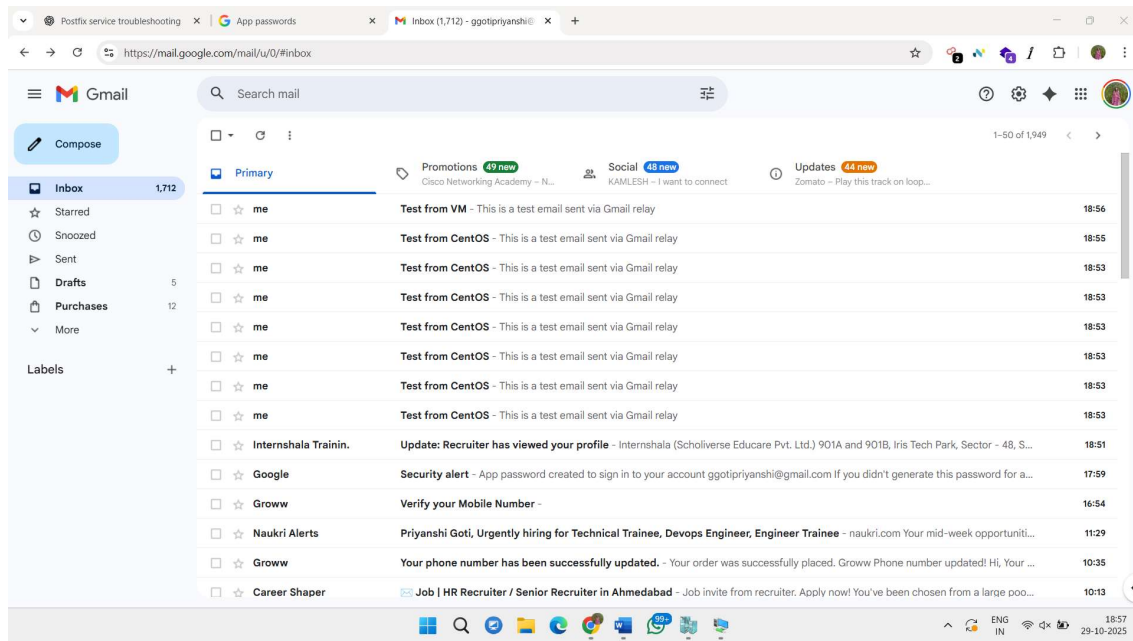 Postfix service troubleshooting
App passwords
Inbox (1,712) - ggotipriyanshi@
https://mail.google.com/mail/u/0/#inbox
2
4
Gmail
Search mail
Compose
1–50 of 1,949
Primary
Promotions 49 new
Cisco Networking Academy – N...
Social 48 new
KAMLESH – I want to connect
Updates 44 new
Zomato – Play this track on loop...
Inbox 1,712
Starred
Snoozed
Sent
Drafts 5
Purchases 12
More
Labels
me Test from VM - This is a test email sent via Gmail relay 18:56
me Test from CentOS - This is a test email sent via Gmail relay 18:55
me Test from CentOS - This is a test email sent via Gmail relay 18:53
me Test from CentOS - This is a test email sent via Gmail relay 18:53
me Test from CentOS - This is a test email sent via Gmail relay 18:53
me Test from CentOS - This is a test email sent via Gmail relay 18:53
me Test from CentOS - This is a test email sent via Gmail relay 18:53
me Test from CentOS - This is a test email sent via Gmail relay 18:53
Internshala Trainin. Update: Recruiter has viewed your profile - Internshala (Scholiverse Educare Pvt. Ltd.) 901A and 901B, Iris Tech Park, Sector - 48, S... 18:51
Google Security alert - App password created to sign in to your account ggotipriyanshi@gmail.com If you didn't generate this password for a... 17:59
Groww Verify your Mobile Number - 16:54
Naukri Alerts Priyanshi Goti, Urgently hiring for Technical Trainee, Devops Engineer, Engineer Trainee - naukri.com Your mid-week opportuniti... 11:29
Groww Your phone number has been successfully updated. - Your order was successfully placed. Groww Phone number updated! Hi, Your ... 10:35
Career Shaper Job | HR Recruiter / Senior Recruiter in Ahmedabad - Job invite from recruiter. Apply now! You've been chosen from a large poo... 10:13
99+
ENG
IN
18:57
29-10-2025